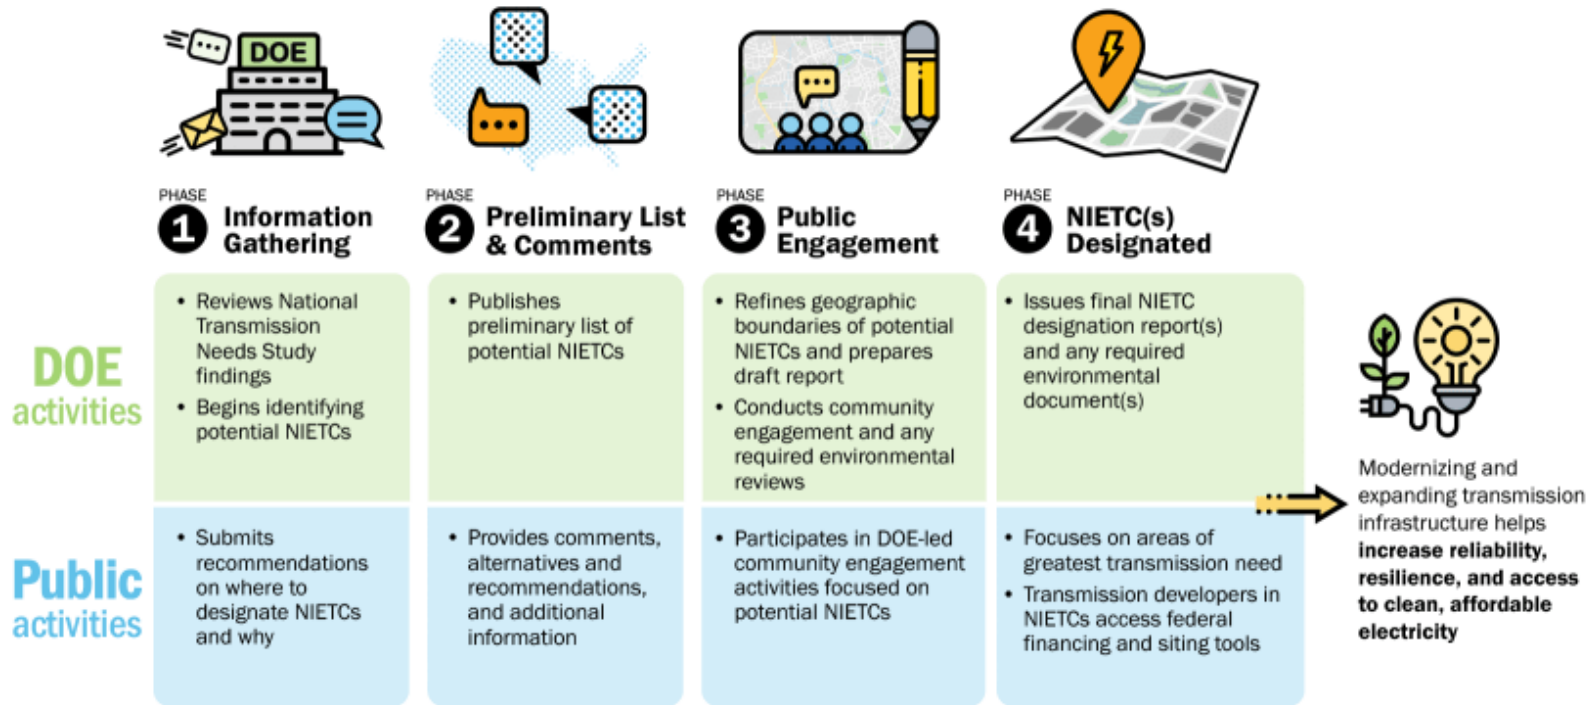 DOE
PHASE
1 Information
Gathering
PHASE
2 Preliminary List
& Comments
PHASE
3 Public
Engagement
PHASE
4 NIETC(s)
Designated
DOE
activities
• Reviews National
Transmission
Needs Study
findings
• Begins identifying
potential NIETCs
• Publishes
preliminary list of
potential NIETCs
• Refines geographic
boundaries of potential
NIETCs and prepares
draft report
• Conducts community
engagement and any
required environmental
reviews
• Issues final NIETC
designation report(s)
and any required
environmental
document(s)
Public
activities
• Submits
recommendations
on where to
designate NIETCs
and why
• Provides comments,
alternatives and
recommendations,
and additional
information
• Participates in DOE-led
community engagement
activities focused on
potential NIETCs
• Focuses on areas of
greatest transmission need
• Transmission developers in
NIETCs access federal
financing and siting tools
Modernizing and
expanding transmission
infrastructure helps
increase reliability,
resilience, and access
to clean, affordable
electricity